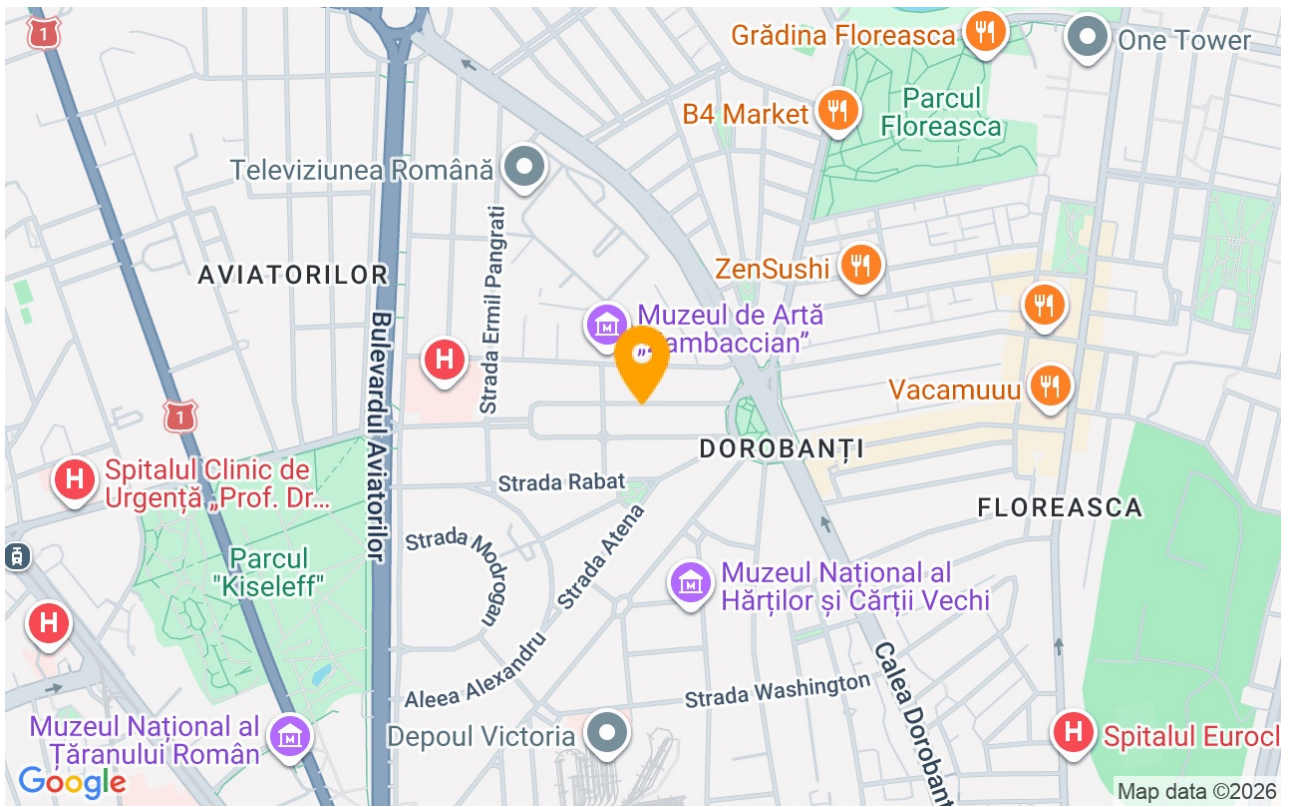 1
Grădina Floreasca
One Tower
B4 Market
Parcul
Floreasca
Televiziunea Română
AVIATORILOR
Strada Ermil Pangrati
ZenSushi
Muzeul de Artă
„Zambaccian”
Bulevardul Aviatorilor
H
Vacamuuu
1
DOROBANȚI
H
Spitalul Clinic de
Urgență „Prof. Dr...
Strada Rabat
FLOREASCA
Strada Modrogan
Strada Atena
Parcul
"Kiseleff"
Muzeul Național al
Hărților și Cărții Vechi
H
Aleea Alexandru
Strada Washington
Calea Dorobanț
Muzeul Național al
Țăranului Român
Depoul Victoria
H
Spitalul Eurocl
Google
Map data ©2026